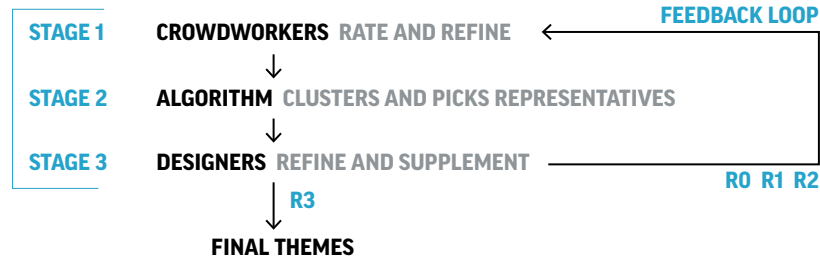 FEEDBACK LOOP
STAGE 1 CROWDWORKERS RATE AND REFINE
STAGE 2 ALGORITHM CLUSTERS AND PICKS REPRESENTATIVES
STAGE 3 DESIGNERS REFINE AND SUPPLEMENT
R0 R1 R2
R3
FINAL THEMES